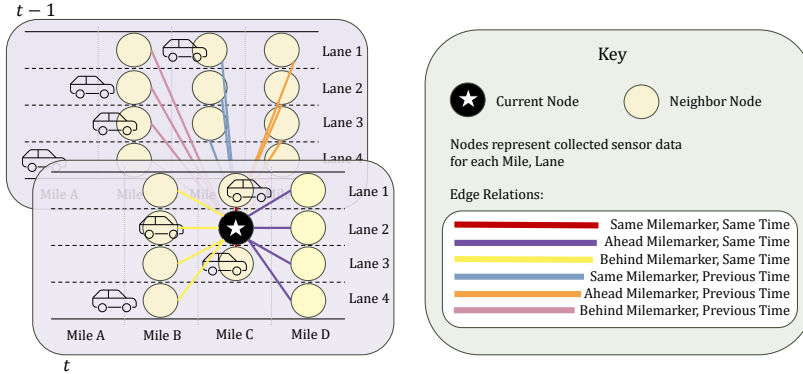 t − 1
Lane 1
Lane 2
Lane 3
Lane 4
Mile A
Mile
Mile
Lane 1
Lane 2
Lane 3
Lane 4
Mile A Mile B Mile C Mile D
t
Key
Current Node Neighbor Node
Nodes represent collected sensor data
for each Mile, Lane
Edge Relations:
Same Milemarker, Same Time
Ahead Milemarker, Same Time
Behind Milemarker, Same Time
Same Milemarker, Previous Time
Ahead Milemarker, Previous Time
Behind Milemarker, Previous Time